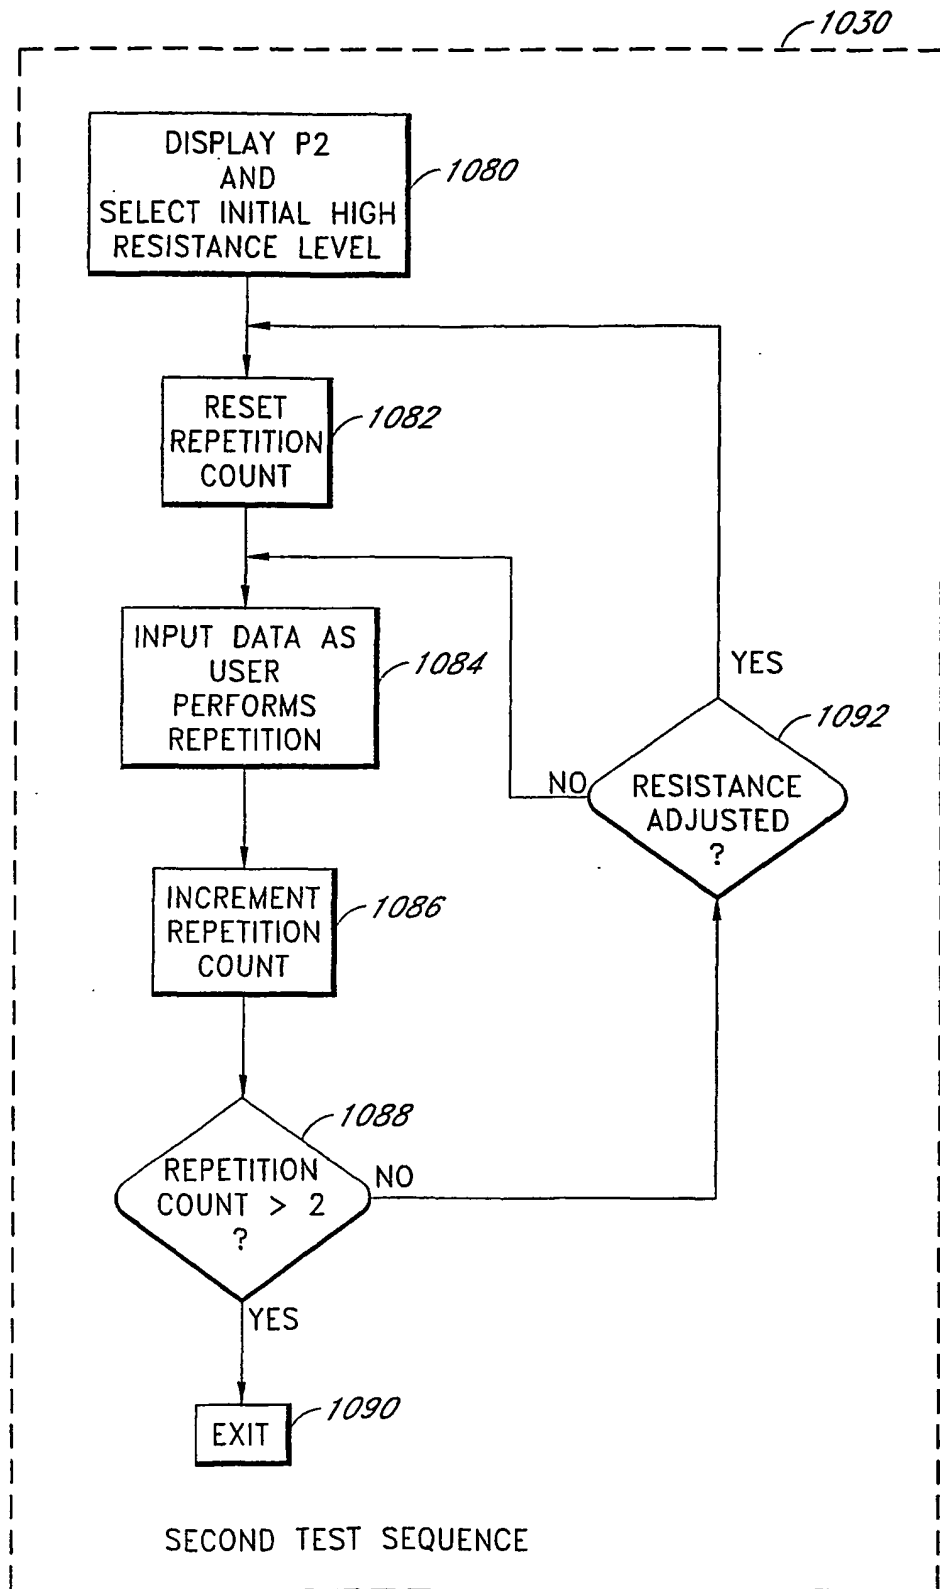 1030
DISPLAY P2
AND
SELECT INITIAL HIGH
RESISTANCE LEVEL
1080
RESET
REPETITION
COUNT
1082
INPUT DATA AS
USER
PERFORMS
REPETITION
1084
YES
1092
NO
RESISTANCE
ADJUSTED
?
INCREMENT
REPETITION
COUNT
1086
1088
REPETITION
COUNT > 2
?
NO
YES
EXIT
1090
SECOND TEST SEQUENCE